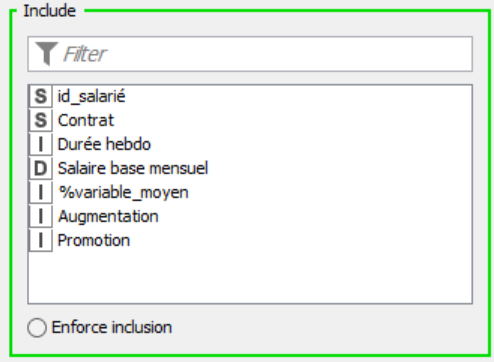 Include
Filter
S id_salarié
S Contrat
I Durée hebdo
D Salaire base mensuel
I %variable_moyen
I Augmentation
I Promotion
Enforce inclusion